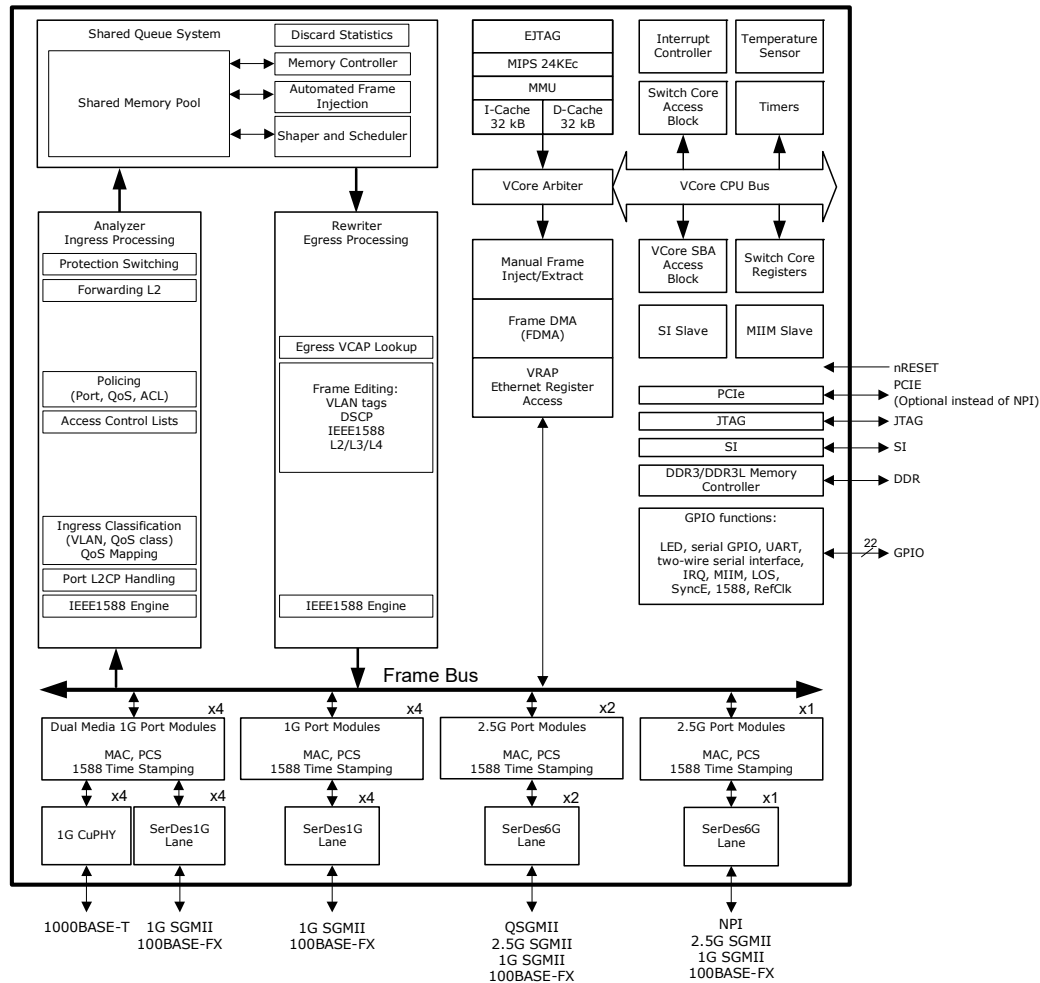 Shared Queue System
Shared Memory Pool
Discard Statistics
Memory Controller
Automated Frame
Injection
Shaper and Scheduler
EJTAG
MIPS 24KEc
MMU
I-Cache
32 kB
D-Cache
32 kB
Interrupt
Controller
Temperature
Sensor
Switch Core
Access
Block
Timers
VCore Arbiter
VCore CPU Bus
Analyzer
Ingress Processing
Protection Switching
Forwarding L2
Policing
(Port, QoS, ACL)
Access Control Lists
Ingress Classification
(VLAN, QoS class)
QoS Mapping
Port L2CP Handling
IEEE1588 Engine
Rewriter
Egress Processing
Egress VCAP Lookup
Frame Editing:
VLAN tags
DSCP
IEEE1588
L2/L3/L4
IEEE1588 Engine
Manual Frame
Inject/Extract
Frame DMA
(FDMA)
VRAP
Ethernet Register
Access
VCore SBA
Access
Block
Switch Core
Registers
SI Slave
MIIM Slave
nRESET
PCIe
PCIE
(Optional instead of NPI)
JTAG
JTAG
SI
SI
DDR3/DDR3L Memory
Controller
DDR
GPIO functions:
LED, serial GPIO, UART,
two-wire serial interface,
IRQ, MIIM, LOS,
SyncE, 1588, RefClk
22
GPIO
Frame Bus
x4
Dual Media 1G Port Modules
MAC, PCS
1588 Time Stamping
x4
1G Port Modules
MAC, PCS
1588 Time Stamping
x2
2.5G Port Modules
MAC, PCS
1588 Time Stamping
x1
2.5G Port Modules
MAC, PCS
1588 Time Stamping
x4
1G CuPHY
x4
SerDes1G
Lane
x4
SerDes1G
Lane
x2
SerDes6G
Lane
x1
SerDes6G
Lane
1000BASE-T
1G SGMII
100BASE-FX
1G SGMII
100BASE-FX
QSGMII
2.5G SGMII
1G SGMII
100BASE-FX
NPI
2.5G SGMII
1G SGMII
100BASE-FX